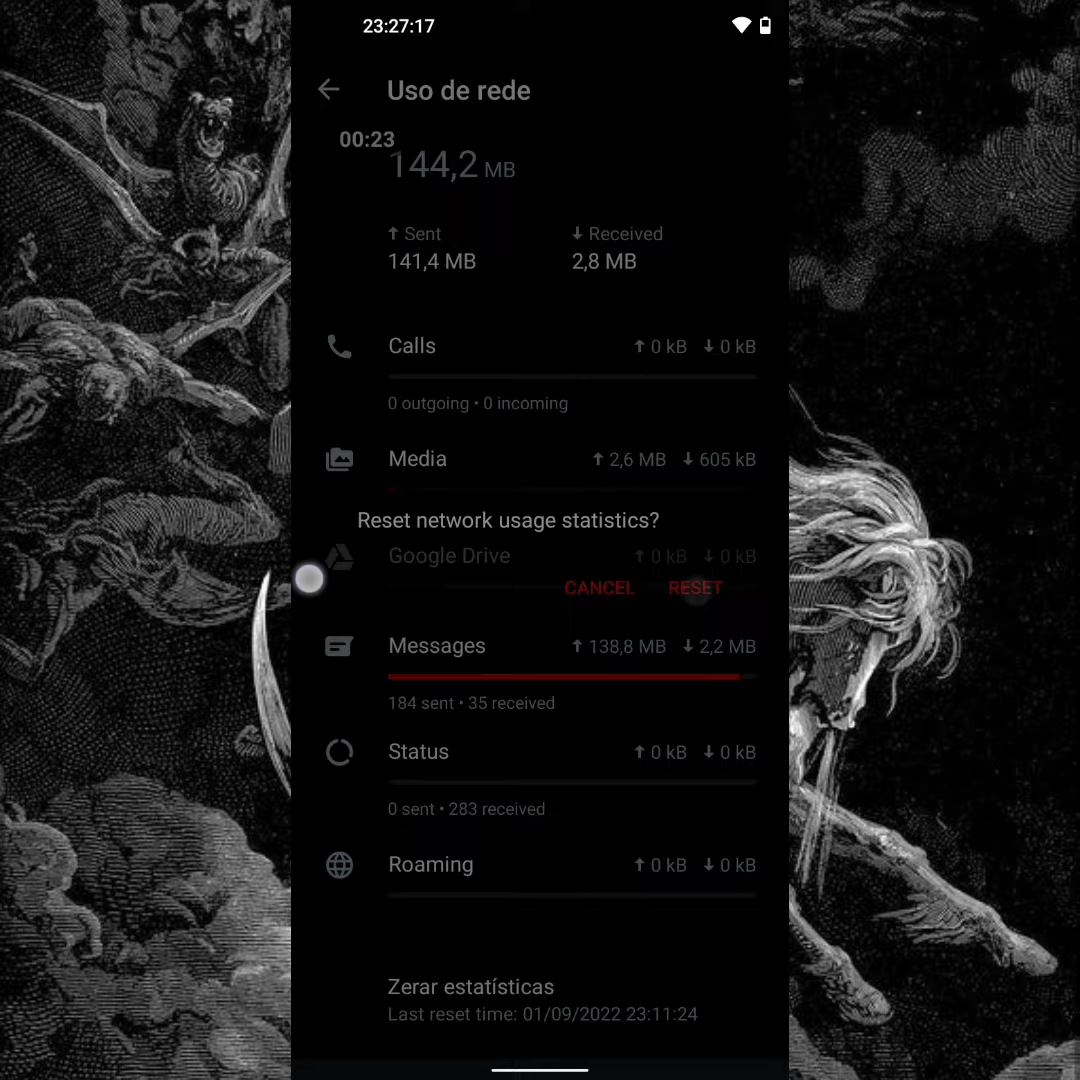 23:27:17
Uso de rede
00:23
144,2 MB
↑ Sent ↓ Received
141,4 MB 2,8 MB
Calls ↑ 0 kB ↓ 0 kB
0 outgoing • 0 incoming
Media ↑ 2,6 MB ↓ 605 kB
Reset network usage statistics?
Google Drive ↑ 0 kB ↓ 0 kB
CANCEL RESET
Messages ↑ 138,8 MB ↓ 2,2 MB
184 sent • 35 received
Status ↑ 0 kB ↓ 0 kB
0 sent • 283 received
Roaming ↑ 0 kB ↓ 0 kB
Zerar estatísticas
Last reset time: 01/09/2022 23:11:24